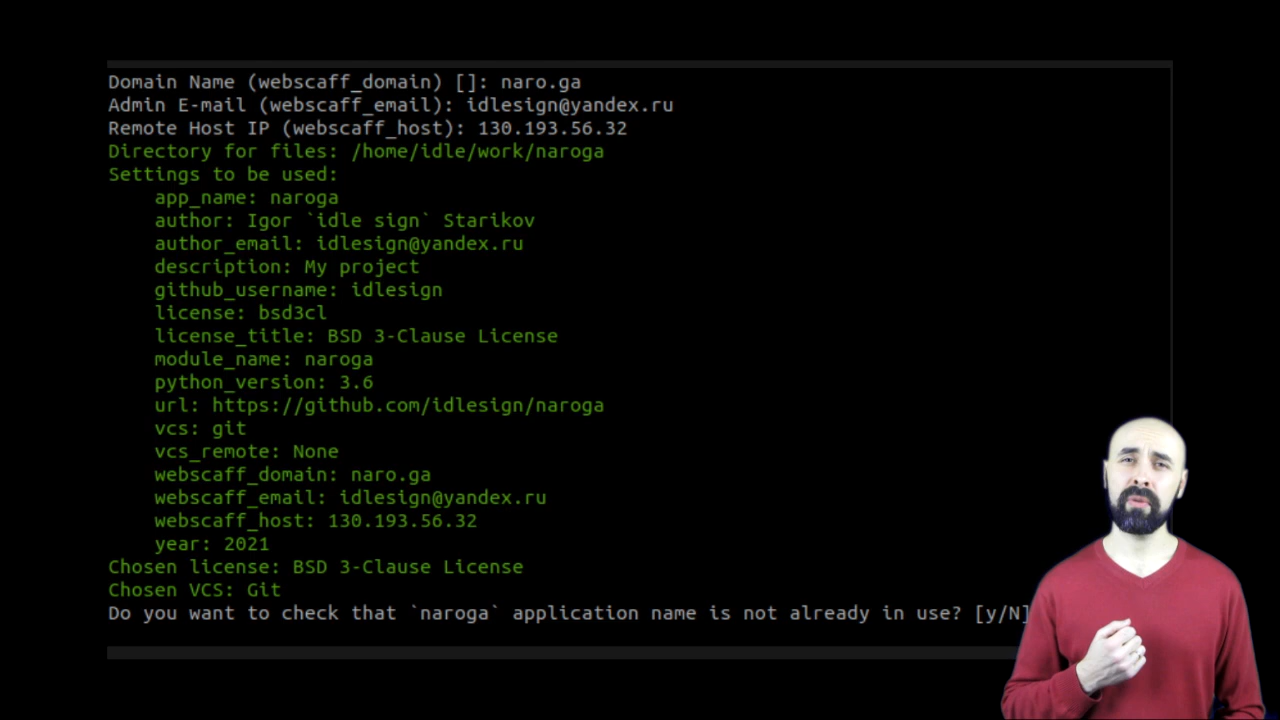 Domain Name (webscaff_domain) []: naro.ga
Admin E-mail (webscaff_email): idlesign@yandex.ru
Remote Host IP (webscaff_host): 130.193.56.32
Directory for files: /home/idle/work/naroga
Settings to be used:
    app_name: naroga
    author: Igor `idle sign` Starikov
    author_email: idlesign@yandex.ru
    description: My project
    github_username: idlesign
    license: bsd3cl
    license_title: BSD 3-Clause License
    module_name: naroga
    python_version: 3.6
    url: https://github.com/idlesign/naroga
    vcs: git
    vcs_remote: None
    webscaff_domain: naro.ga
    webscaff_email: idlesign@yandex.ru
    webscaff_host: 130.193.56.32
    year: 2021
Chosen license: BSD 3-Clause License
Chosen VCS: Git
Do you want to check that `naroga` application name is not already in use? [y/N]